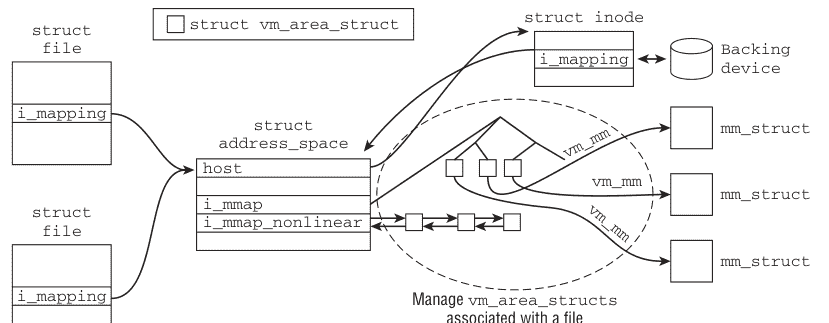 struct vm_area_struct
struct inode
i_mapping
Backing
device
struct
file
i_mapping
struct
address_space
host
i_mmap
i_mmap_nonlinear
vm_mm
mm_struct
vm_mm
mm_struct
vm_mm
mm_struct
struct
file
i_mapping
Manage vm_area_structs
associated with a file